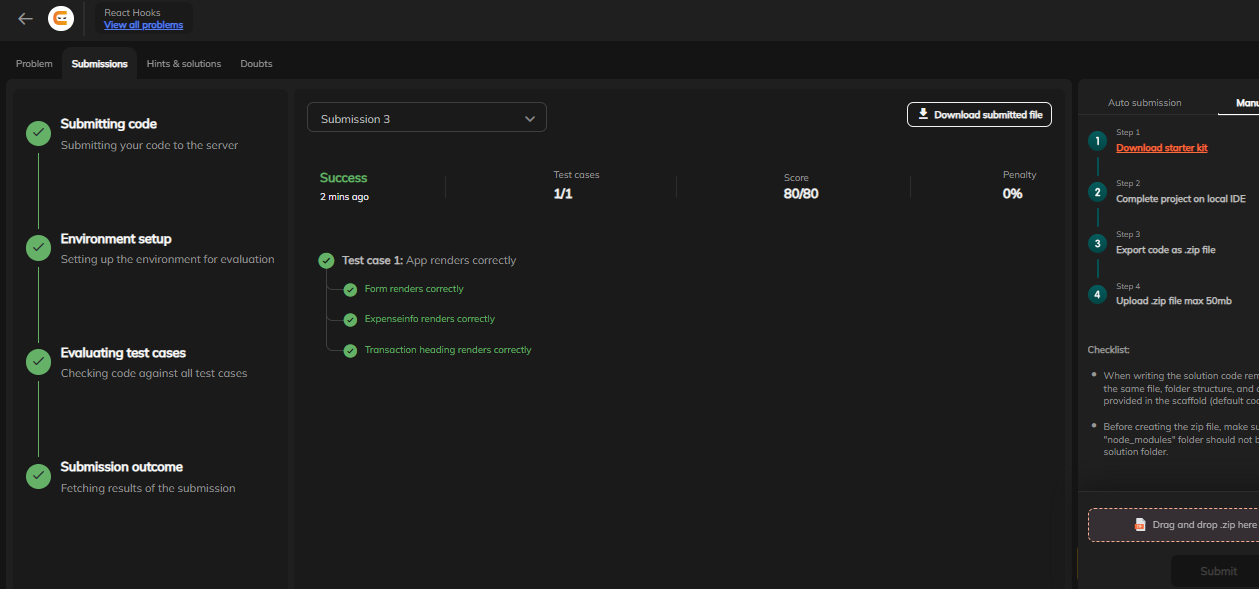 React Hooks
View all problems
Problem
Submissions
Hints & solutions
Doubts
Submitting code
Submitting your code to the server
Environment setup
Setting up the environment for evaluation
Evaluating test cases
Checking code against all test cases
Submission outcome
Fetching results of the submission
Submission 3
Download submitted file
Success
2 mins ago
Test cases
1/1
Score
80/80
Penalty
0%
Test case 1: App renders correctly
Form renders correctly
Expenseinfo renders correctly
Transaction heading renders correctly
Auto submission
Manu
1
Step 1
Download starter kit
2
Step 2
Complete project on local IDE
3
Step 3
Export code as .zip file
4
Step 4
Upload .zip file max 50mb
Checklist:
When writing the solution code rem
the same file, folder structure, and
provided in the scaffold (default co
Before creating the zip file, make su
"node_modules" folder should not b
solution folder.
Drag and drop .zip here
Submit